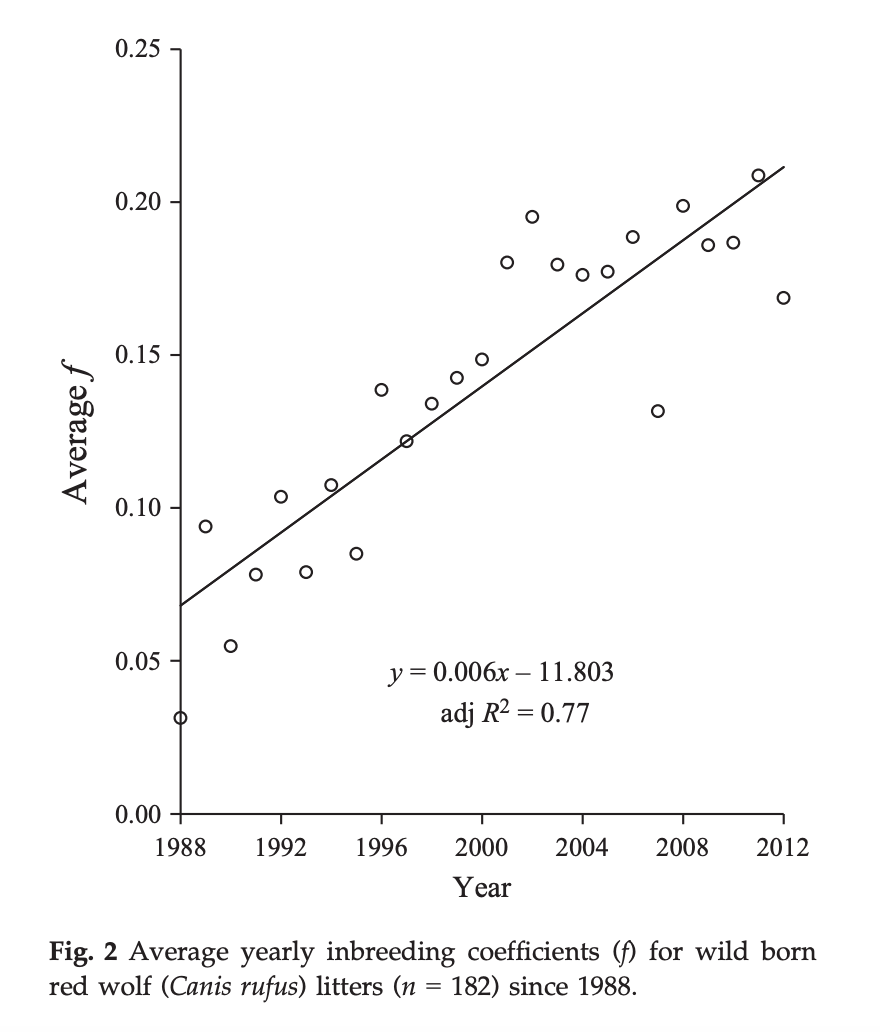 0.25
0.20
0.15
0.10
0.05
0.00
Average f
y = 0.006x – 11.803
adj R² = 0.77
1988 1992 1996 2000 2004 2008 2012
Year
Fig. 2 Average yearly inbreeding coefficients (f) for wild born
red wolf (Canis rufus) litters (n = 182) since 1988.